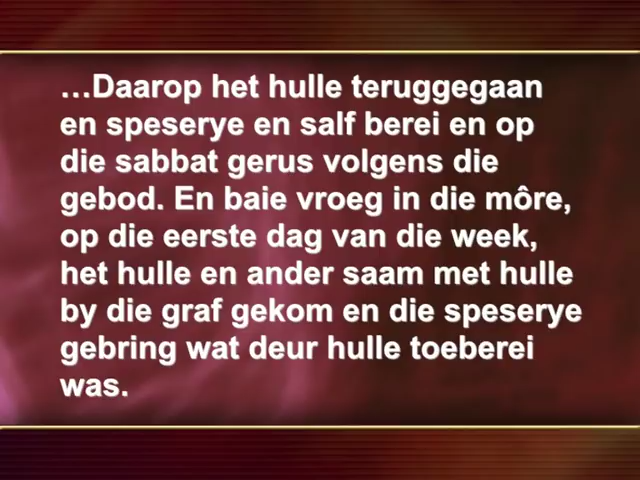 …Daarop het hulle teruggegaan
en speserye en salf berei en op
die sabbat gerus volgens die
gebod. En baie vroeg in die môre,
op die eerste dag van die week,
het hulle en ander saam met hulle
by die graf gekom en die speserye
gebring wat deur hulle toeberei
was.